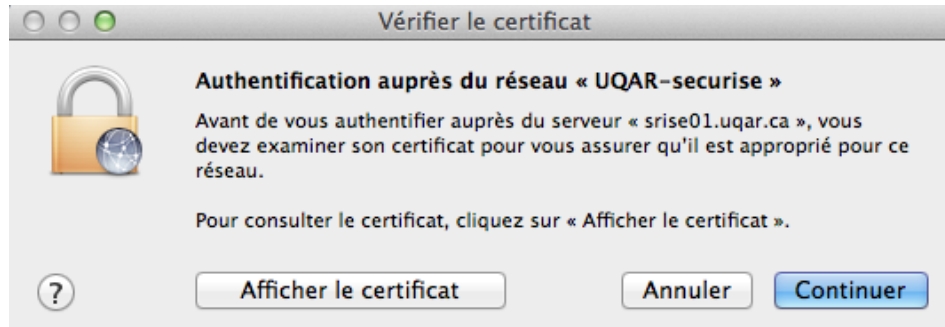 Vérifier le certificat
Authentification auprès du réseau « UQAR-securise »
Avant de vous authentifier auprès du serveur « srise01.uqar.ca », vous
devez examiner son certificat pour vous assurer qu'il est approprié pour ce
réseau.
Pour consulter le certificat, cliquez sur « Afficher le certificat ».
? Afficher le certificat Annuler Continuer